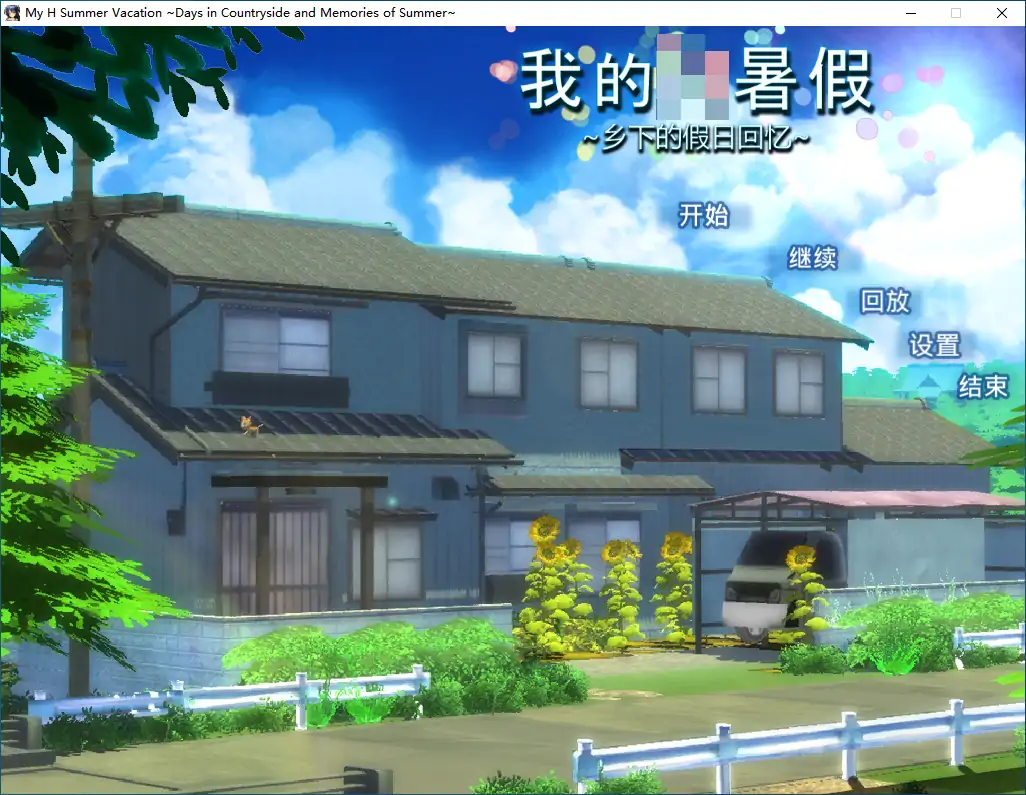 My H Summer Vacation ~Days in Countryside and Memories of Summer~
我的暑假
~乡下的假日回忆~
开始
继续
回放
设置
结束